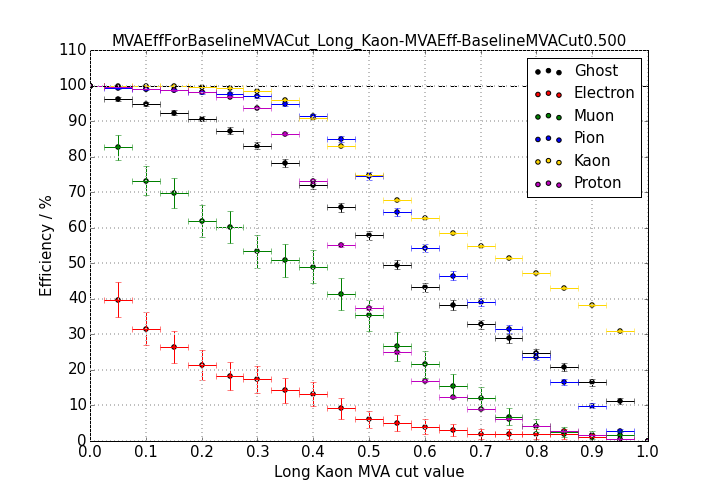 MVAEffForBaselineMVACut_Long_Kaon-MVAEff-BaselineMVACut0.500
110
100
90
80
70
60
50
40
30
20
10
0
Efficiency / %
Ghost
Electron
Muon
Pion
Kaon
Proton
0.0 0.1 0.2 0.3 0.4 0.5 0.6 0.7 0.8 0.9 1.0
Long Kaon MVA cut value